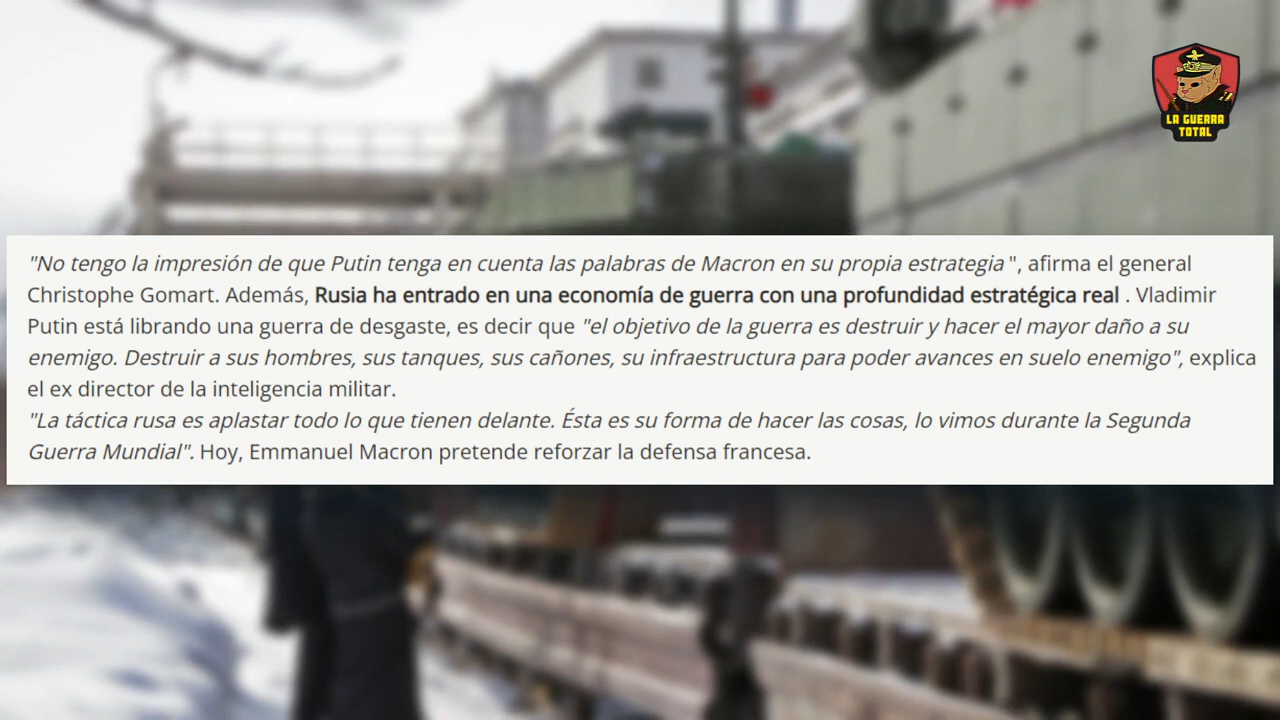 LA GUERRA
TOTAL
"No tengo la impresión de que Putin tenga en cuenta las palabras de Macron en su propia estrategia ", afirma el general
Christophe Gomart. Además, Rusia ha entrado en una economía de guerra con una profundidad estratégica real . Vladimir
Putin está librando una guerra de desgaste, es decir que "el objetivo de la guerra es destruir y hacer el mayor daño a su
enemigo. Destruir a sus hombres, sus tanques, sus cañones, su infraestructura para poder avances en suelo enemigo", explica
el ex director de la inteligencia militar.
"La táctica rusa es aplastar todo lo que tienen delante. Ésta es su forma de hacer las cosas, lo vimos durante la Segunda
Guerra Mundial". Hoy, Emmanuel Macron pretende reforzar la defensa francesa.